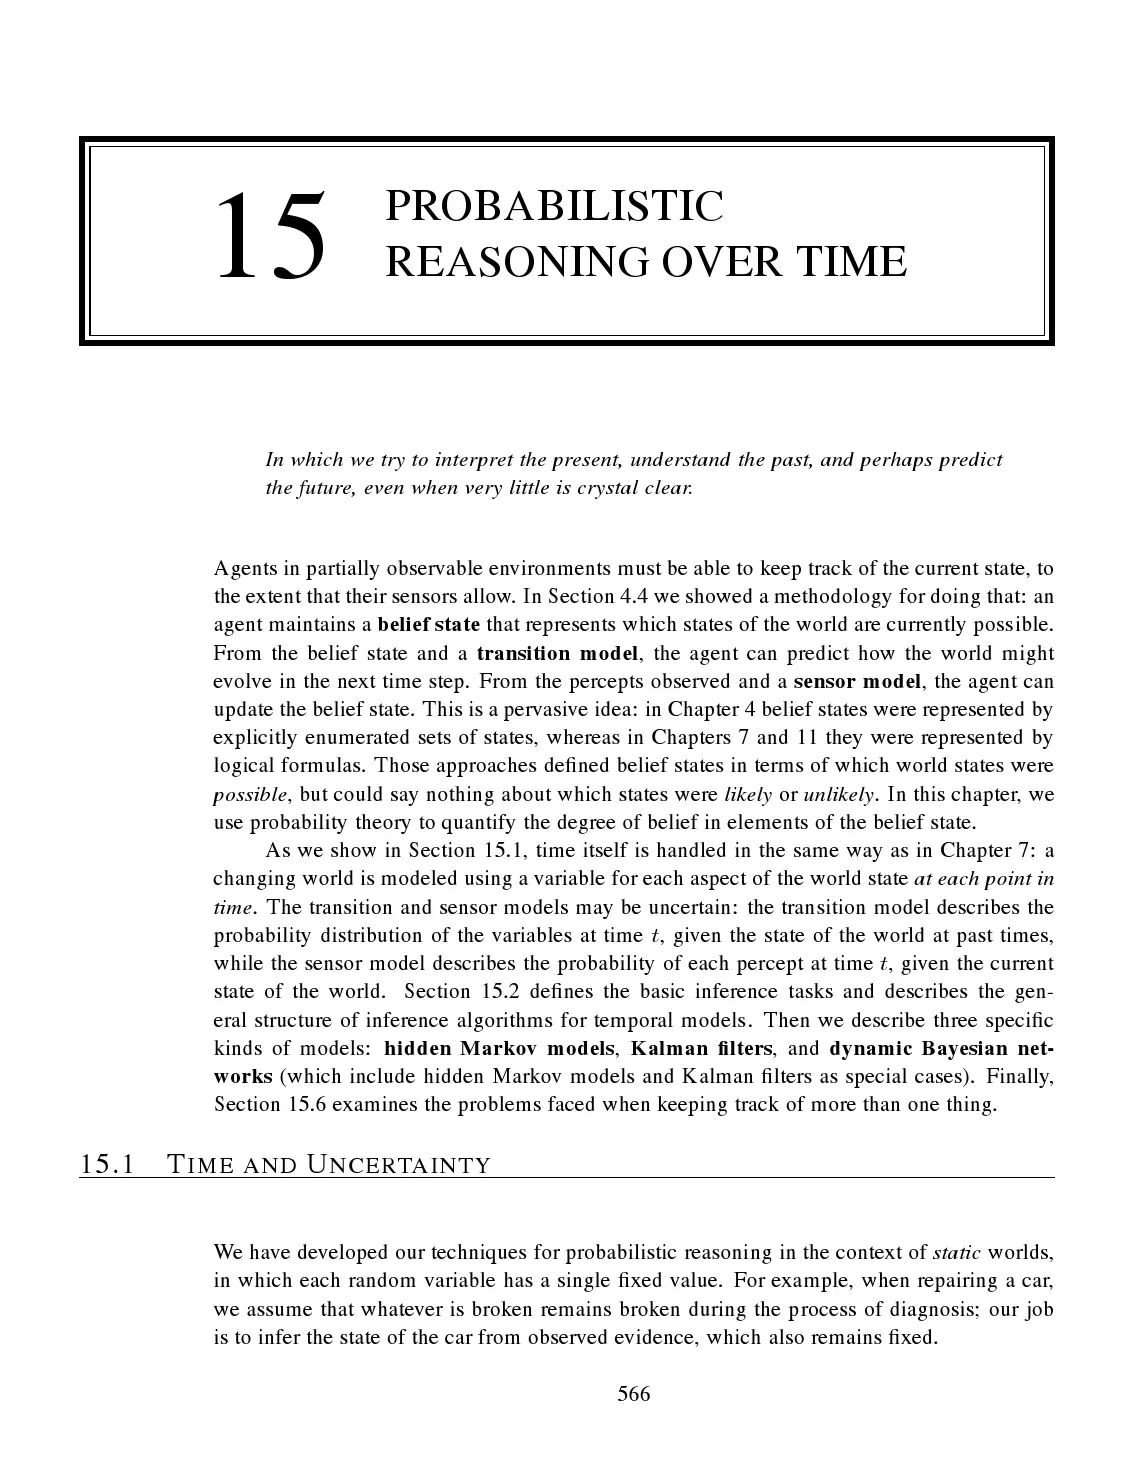 15
PROBABILISTIC
REASONING OVER TIME
In which we try to interpret the present, understand the past, and perhaps predict
the future, even when very little is crystal clear.
Agents in partially observable environments must be able to keep track of the current state, to
the extent that their sensors allow. In Section 4.4 we showed a methodology for doing that: an
agent maintains a belief state that represents which states of the world are currently possible.
From the belief state and a transition model, the agent can predict how the world might
evolve in the next time step. From the percepts observed and a sensor model, the agent can
update the belief state. This is a pervasive idea: in Chapter 4 belief states were represented by
explicitly enumerated sets of states, whereas in Chapters 7 and 11 they were represented by
logical formulas. Those approaches defined belief states in terms of which world states were
possible, but could say nothing about which states were likely or unlikely. In this chapter, we
use probability theory to quantify the degree of belief in elements of the belief state.
As we show in Section 15.1, time itself is handled in the same way as in Chapter 7: a
changing world is modeled using a variable for each aspect of the world state at each point in
time. The transition and sensor models may be uncertain: the transition model describes the
probability distribution of the variables at time t, given the state of the world at past times,
while the sensor model describes the probability of each percept at time t, given the current
state of the world. Section 15.2 defines the basic inference tasks and describes the gen-
eral structure of inference algorithms for temporal models. Then we describe three specific
kinds of models: hidden Markov models, Kalman filters, and dynamic Bayesian net-
works (which include hidden Markov models and Kalman filters as special cases). Finally,
Section 15.6 examines the problems faced when keeping track of more than one thing.
15.1 TIME AND UNCERTAINTY
We have developed our techniques for probabilistic reasoning in the context of static worlds,
in which each random variable has a single fixed value. For example, when repairing a car,
we assume that whatever is broken remains broken during the process of diagnosis; our job
is to infer the state of the car from observed evidence, which also remains fixed.
566